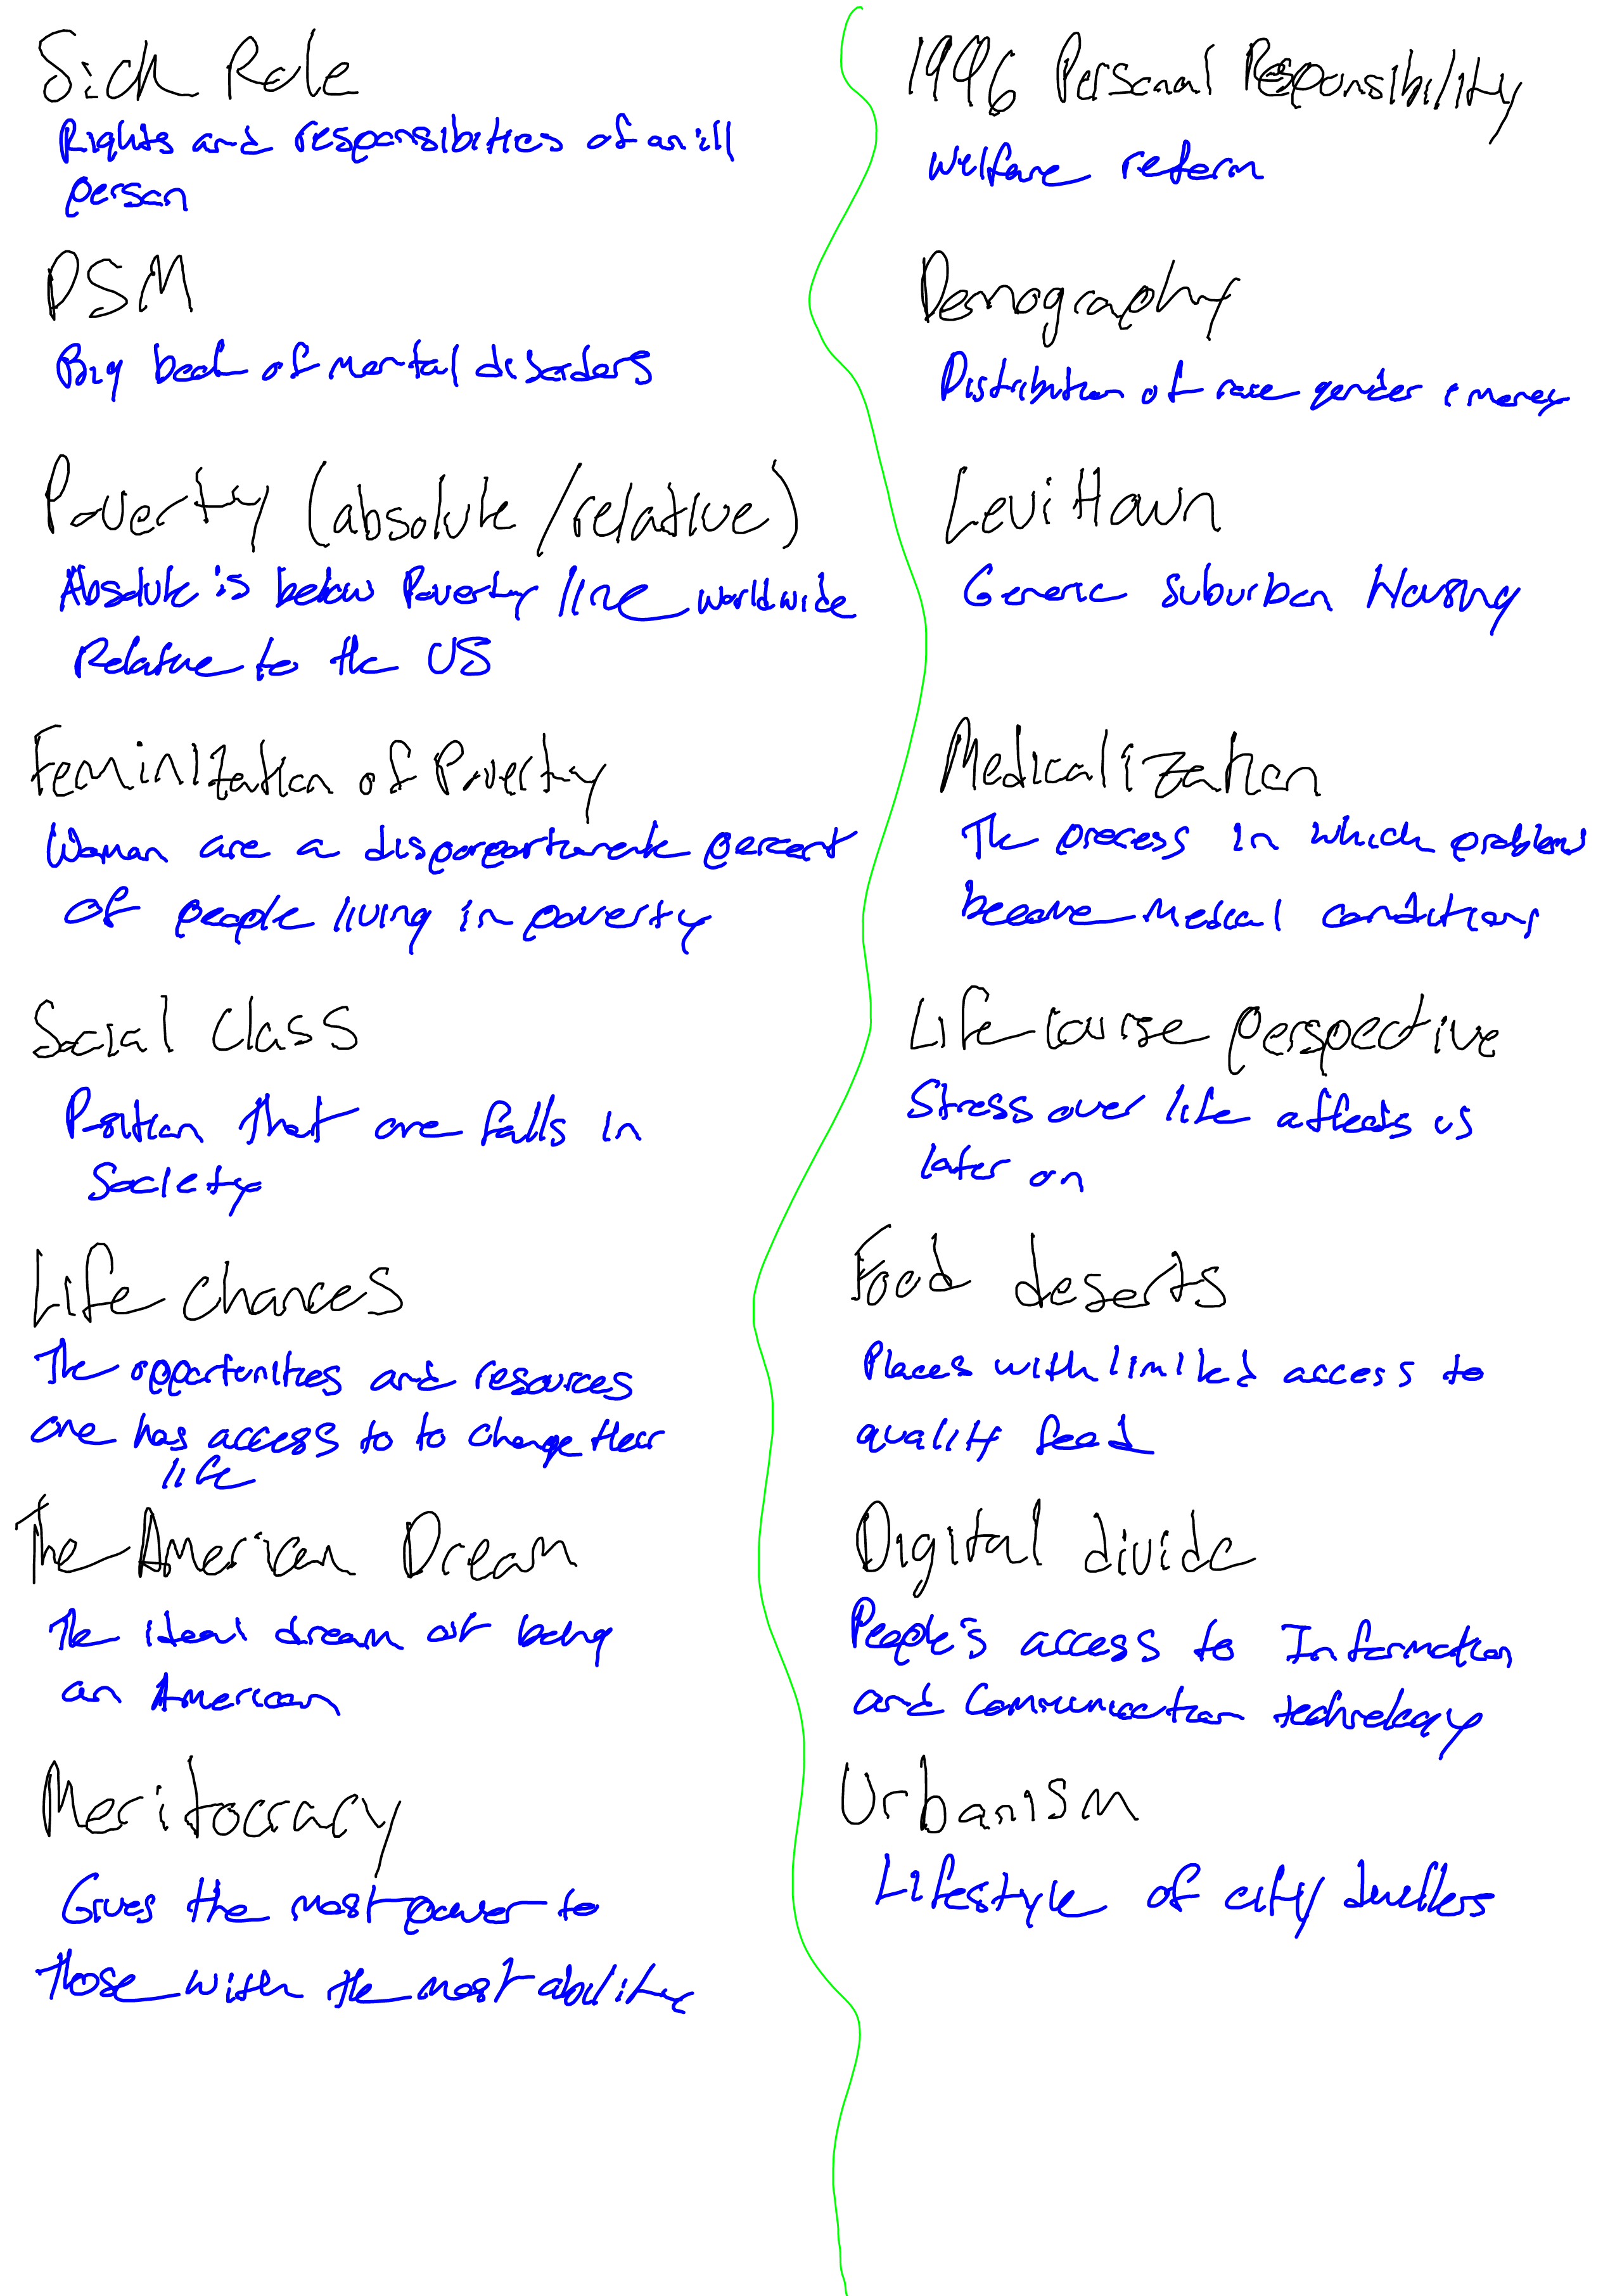 Sick Role
Rights and responsibities of an ill
person
DSM
Big book of mental disorders
Poverty (absolute/relative)
Absolute is below Poverty line worldwide
Relative to the US
Feminization of Poverty
Woman are a disporportionate percent
of people living in poverty
Social Class
Position that one falls in
Society
Life chances
The opportunities and resources
one has access to to change their
life
The American Dream
The ideal dream of being
an American
Meritocracy
Gives the most power to
those with the most ability
1996 Personal Responsibility
Welfare reform
Demography
Distribution of race gender & money
Levittown
Generic Suburban Housing
Medicalization
The process in which problems
become Medical conditions
Life-course perspective
Stress over life affects us
later on
Food deserts
Places with limited access to
quality food
Digital divide
People's access to Information
and Communication technology
Urbanism
Lifestyle of city dwellers